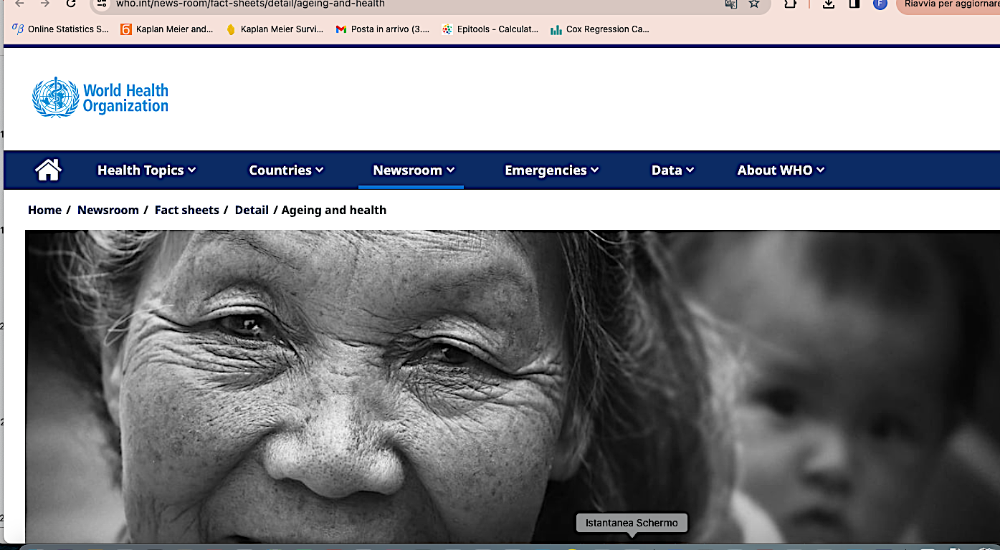 who.int/news-room/fact-sheets/detail/ageing-and-health
F
Riavvia per aggiornare
σβ Online Statistics S... 6 Kaplan Meier and... Kaplan Meier Survi... Posta in arrivo (3.... Epitools - Calculat... Cox Regression Ca...
World Health
Organization
Health Topics Countries Newsroom Emergencies Data About WHO
Home / Newsroom / Fact sheets / Detail / Ageing and health
Istantanea Schermo